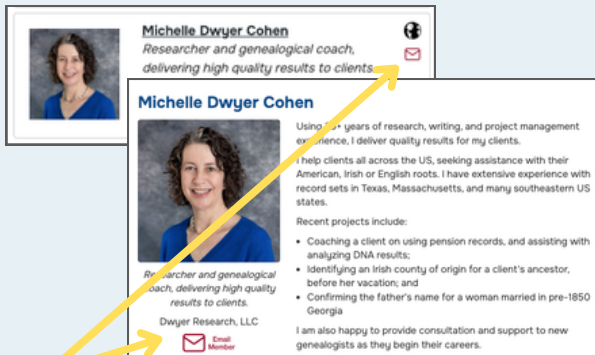 Michelle Dwyer Cohen
Researcher and genealogical coach,
delivering high quality results to clients.
Michelle Dwyer Cohen
Using years of research, writing, and project management
experience, I deliver quality results for my clients.
I help clients all across the US, seeking assistance with their
American, Irish or English roots. I have extensive experience with
record sets in Texas, Massachusetts, and many southeastern US
states.
Recent projects include:
• Coaching a client on using pension records, and assisting with
analyzing DNA results;
• Identifying an Irish county of origin for a client's ancestor,
before her vacation; and
• Confirming the father's name for a woman married in pre-1850
Georgia
I am also happy to provide consultation and support to new
genealogists as they begin their careers.
Researcher and genealogical
coach, delivering high quality
results to clients.
Dwyer Research, LLC
Email
Member